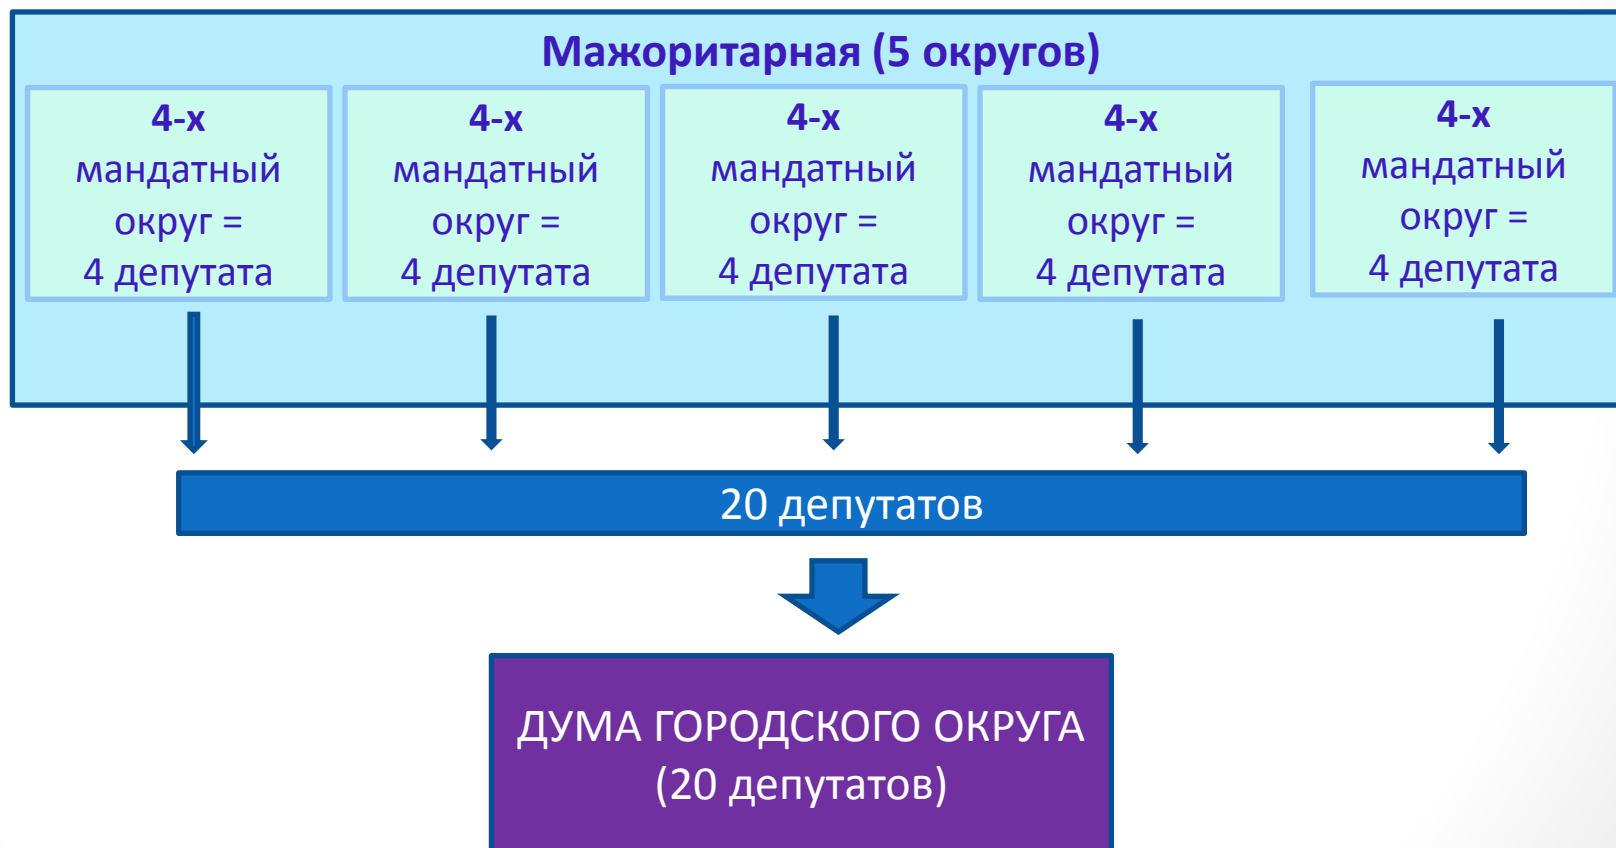 Мажоритарная (5 округов)
4-х
мандатный
округ =
4 депутата
4-х
мандатный
округ =
4 депутата
4-х
мандатный
округ =
4 депутата
4-х
мандатный
округ =
4 депутата
4-х
мандатный
округ =
4 депутата
20 депутатов
ДУМА ГОРОДСКОГО ОКРУГА
(20 депутатов)